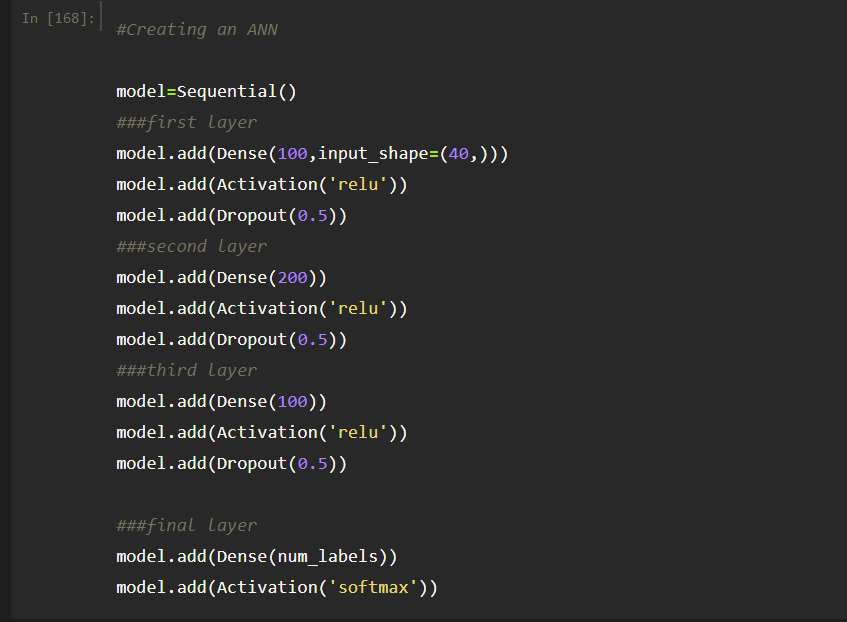 In [168]:
#Creating an ANN
model=Sequential()
###first layer
model.add(Dense(100,input_shape=(40,)))
model.add(Activation('relu'))
model.add(Dropout(0.5))
###second layer
model.add(Dense(200))
model.add(Activation('relu'))
model.add(Dropout(0.5))
###third layer
model.add(Dense(100))
model.add(Activation('relu'))
model.add(Dropout(0.5))
###final layer
model.add(Dense(num_labels))
model.add(Activation('softmax'))